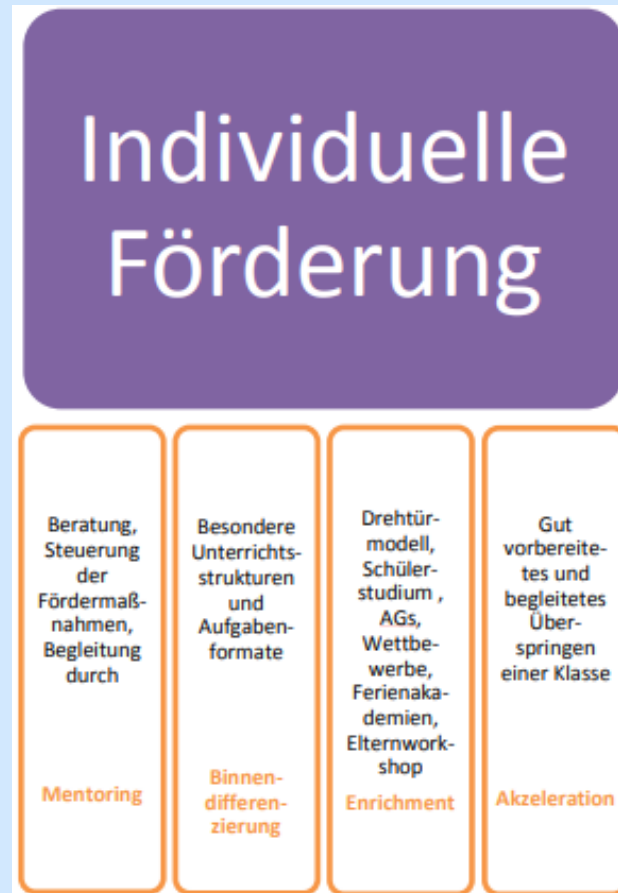 Individuelle
Förderung
Beratung,
Steuerung
der
Fördermaß-
nahmen,
Begleitung
durch
Mentoring
Besondere
Unterrichts-
strukturen
und
Aufgaben-
formate
Binnen-
differen-
zierung
Drehtür-
modell,
Schüler-
studium ,
AGs,
Wettbe-
werbe,
Ferienaka-
demien,
Elternwork-
shop
Enrichment
Gut
vorbereite-
tes und
begleitetes
Über-
springen
einer Klasse
Akzeleration